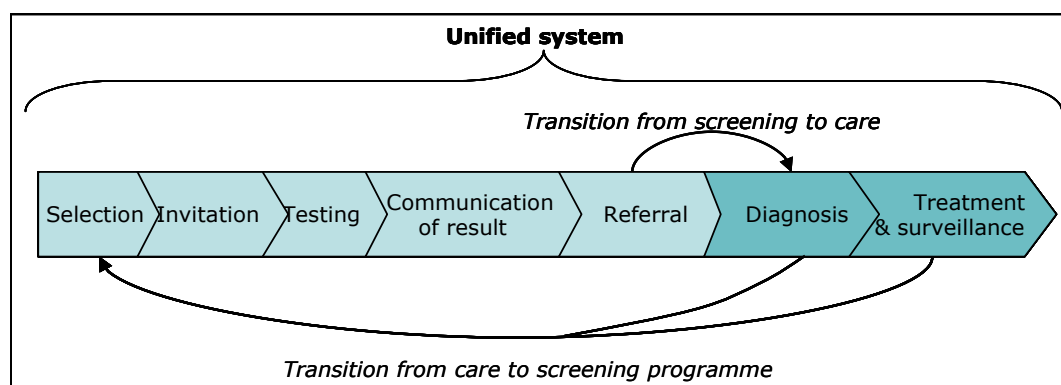 Unified system
Transition from screening to care
Selection
Invitation
Testing
Communication
of result
Referral
Diagnosis
Treatment
& surveillance
Transition from care to screening programme